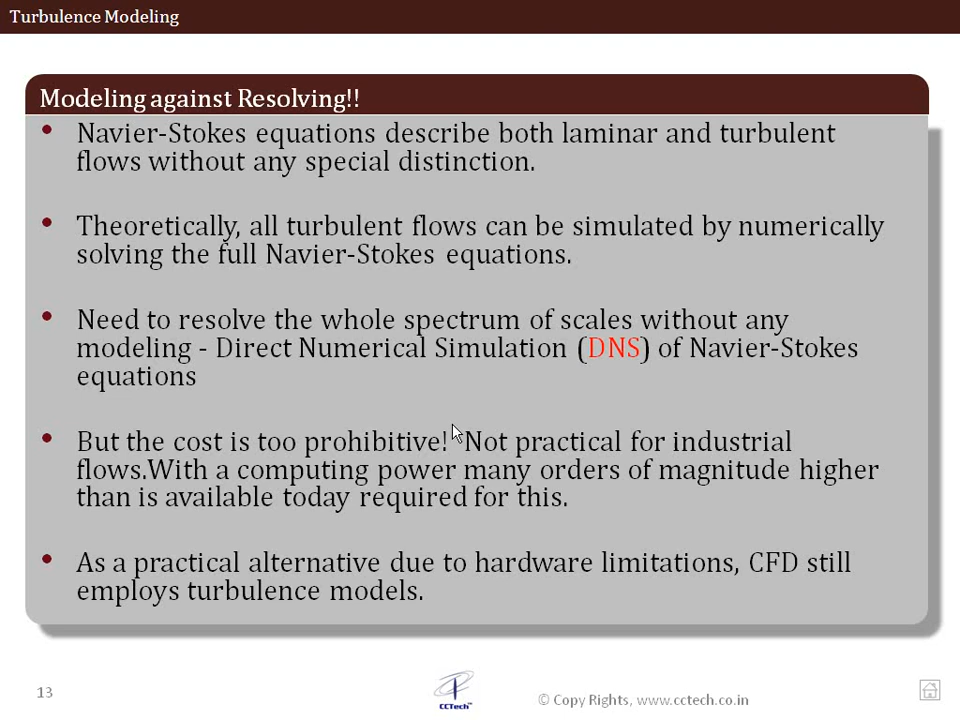 Turbulence Modeling
Modeling against Resolving!!
• Navier-Stokes equations describe both laminar and turbulent
flows without any special distinction.
• Theoretically, all turbulent flows can be simulated by numerically
solving the full Navier-Stokes equations.
• Need to resolve the whole spectrum of scales without any
modeling - Direct Numerical Simulation (DNS) of Navier-Stokes
equations
• But the cost is too prohibitive! Not practical for industrial
flows.With a computing power many orders of magnitude higher
than is available today required for this.
• As a practical alternative due to hardware limitations, CFD still
employs turbulence models.
13
CCTech™
© Copy Rights, www.cctech.co.in